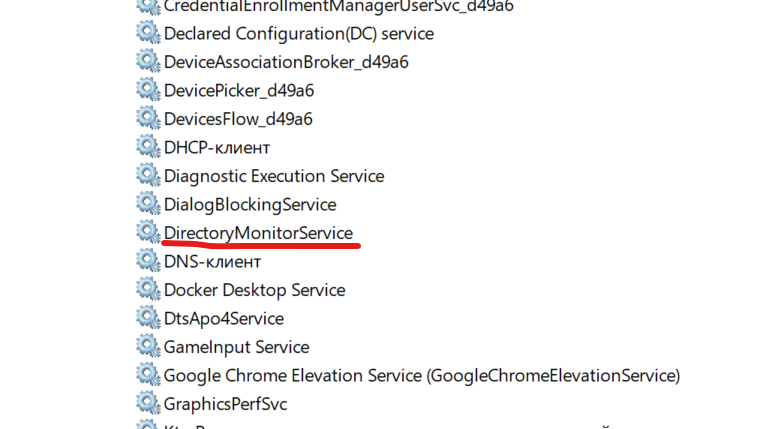 CredentialEnrollmentManagerUserSvc_d49a6
Declared Configuration(DC) service
DeviceAssociationBroker_d49a6
DevicePicker_d49a6
DevicesFlow_d49a6
DHCP-клиент
Diagnostic Execution Service
DialogBlockingService
DirectoryMonitorService
DNS-клиент
Docker Desktop Service
DtsApo4Service
GameInput Service
Google Chrome Elevation Service (GoogleChromeElevationService)
GraphicsPerfSvc